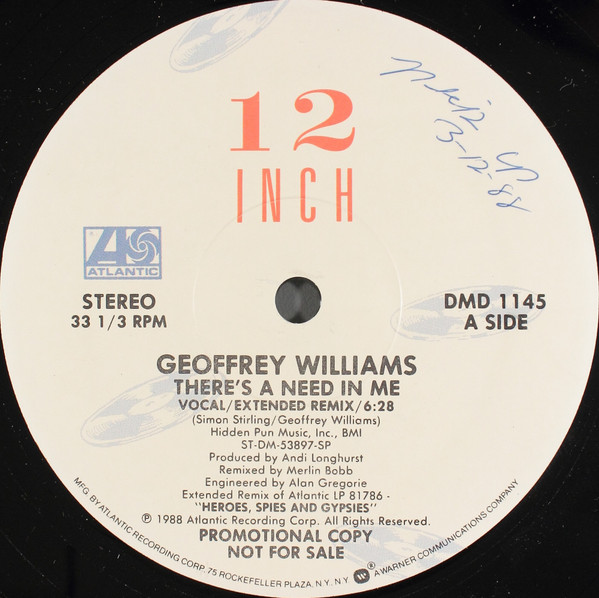 12
INCH
3-12-88
ATLANTIC
STEREO
33 1/3 RPM
DMD 1145
A SIDE
GEOFFREY WILLIAMS
THERE'S A NEED IN ME
VOCAL/EXTENDED REMIX/6:28
(Simon Stirling/Geoffrey Williams)
Hidden Pun Music, Inc., BMI
ST-DM-53897-SP
Produced by Andi Longhurst
Remixed by Merlin Bobb
Engineered by Alan Gregorie
Extended Remix of Atlantic LP 81786 -
"HEROES, SPIES AND GYPSIES"
℗ 1988 Atlantic Recording Corp. All Rights Reserved.
PROMOTIONAL COPY
NOT FOR SALE
MFG. BY ATLANTIC RECORDING CORP. 75 ROCKEFELLER PLAZA, N.Y. N.Y. ® A WARNER COMMUNICATIONS COMPANY